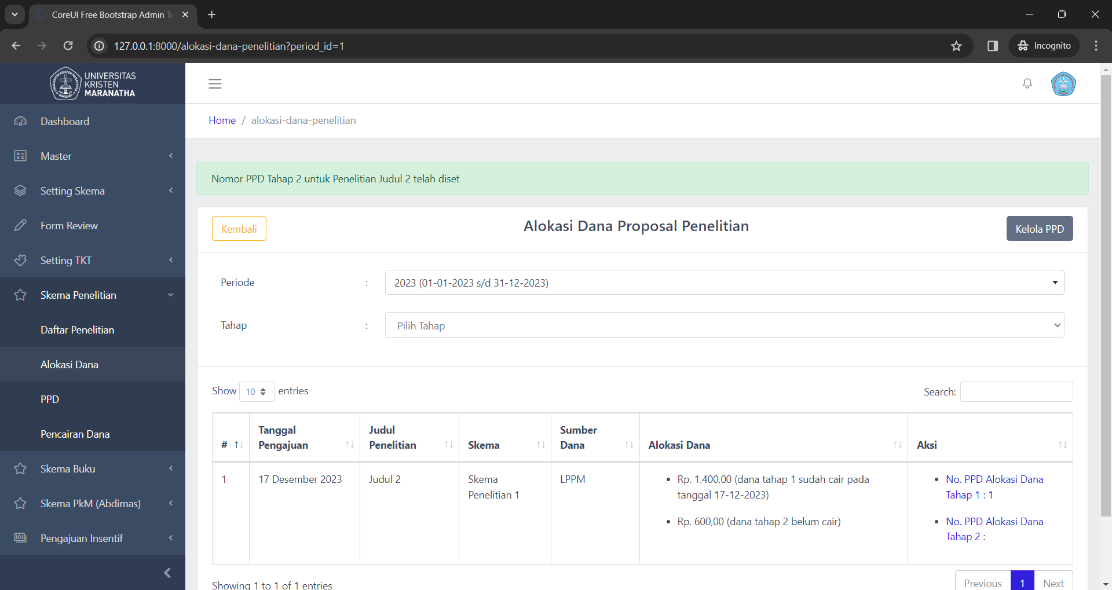 CoreUI Free Bootstrap Admin
127.0.0.1:8000/alokasi-dana-penelitian?period_id=1
Incognito
UNIVERSITAS
KRISTEN
MARANATHA
Dashboard
Master
Setting Skema
Form Review
Setting TKT
Skema Penelitian
Daftar Penelitian
Alokasi Dana
PPD
Pencairan Dana
Skema Buku
Skema PkM (Abdimas)
Pengajuan Insentif
Home / alokasi-dana-penelitian
Nomor PPD Tahap 2 untuk Penelitian Judul 2 telah diset
Kembali
Alokasi Dana Proposal Penelitian
Kelola PPD
Periode : 2023 (01-01-2023 s/d 31-12-2023)
Tahap : Pilih Tahap
Show 10 entries
Search:
# Tanggal Pengajuan Judul Penelitian Skema Sumber Dana Alokasi Dana Aksi
1 17 Desember 2023 Judul 2 Skema Penelitian 1 LPPM
Rp. 1.400,00 (dana tahap 1 sudah cair pada
tanggal 17-12-2023)
Rp. 600,00 (dana tahap 2 belum cair)
No. PPD Alokasi Dana
Tahap 1 : 1
No. PPD Alokasi Dana
Tahap 2 :
Showing 1 to 1 of 1 entries
Previous 1 Next